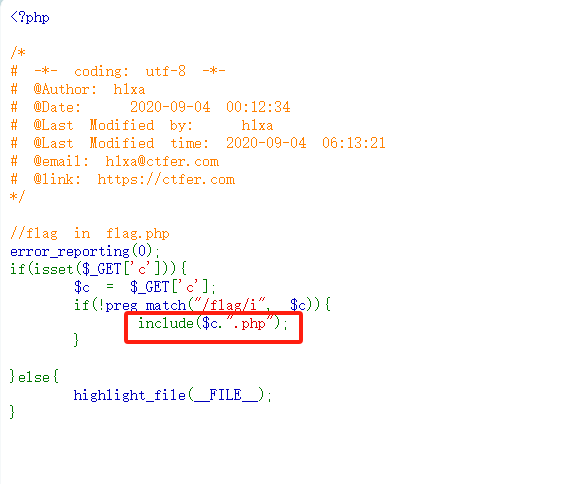 <?php
/*
# -*- coding: utf-8 -*-
# @Author: h1xa
# @Date: 2020-09-04 00:12:34
# @Last Modified by: h1xa
# @Last Modified time: 2020-09-04 06:13:21
# @email: h1xa@ctfer.com
# @link: https://ctfer.com
*/
//flag in flag.php
error_reporting(0);
if(isset($_GET['c'])){
$c = $_GET['c'];
if(!preg_match("/flag/i", $c)){
include($c.".php");
}
}else{
highlight_file(__FILE__);
}